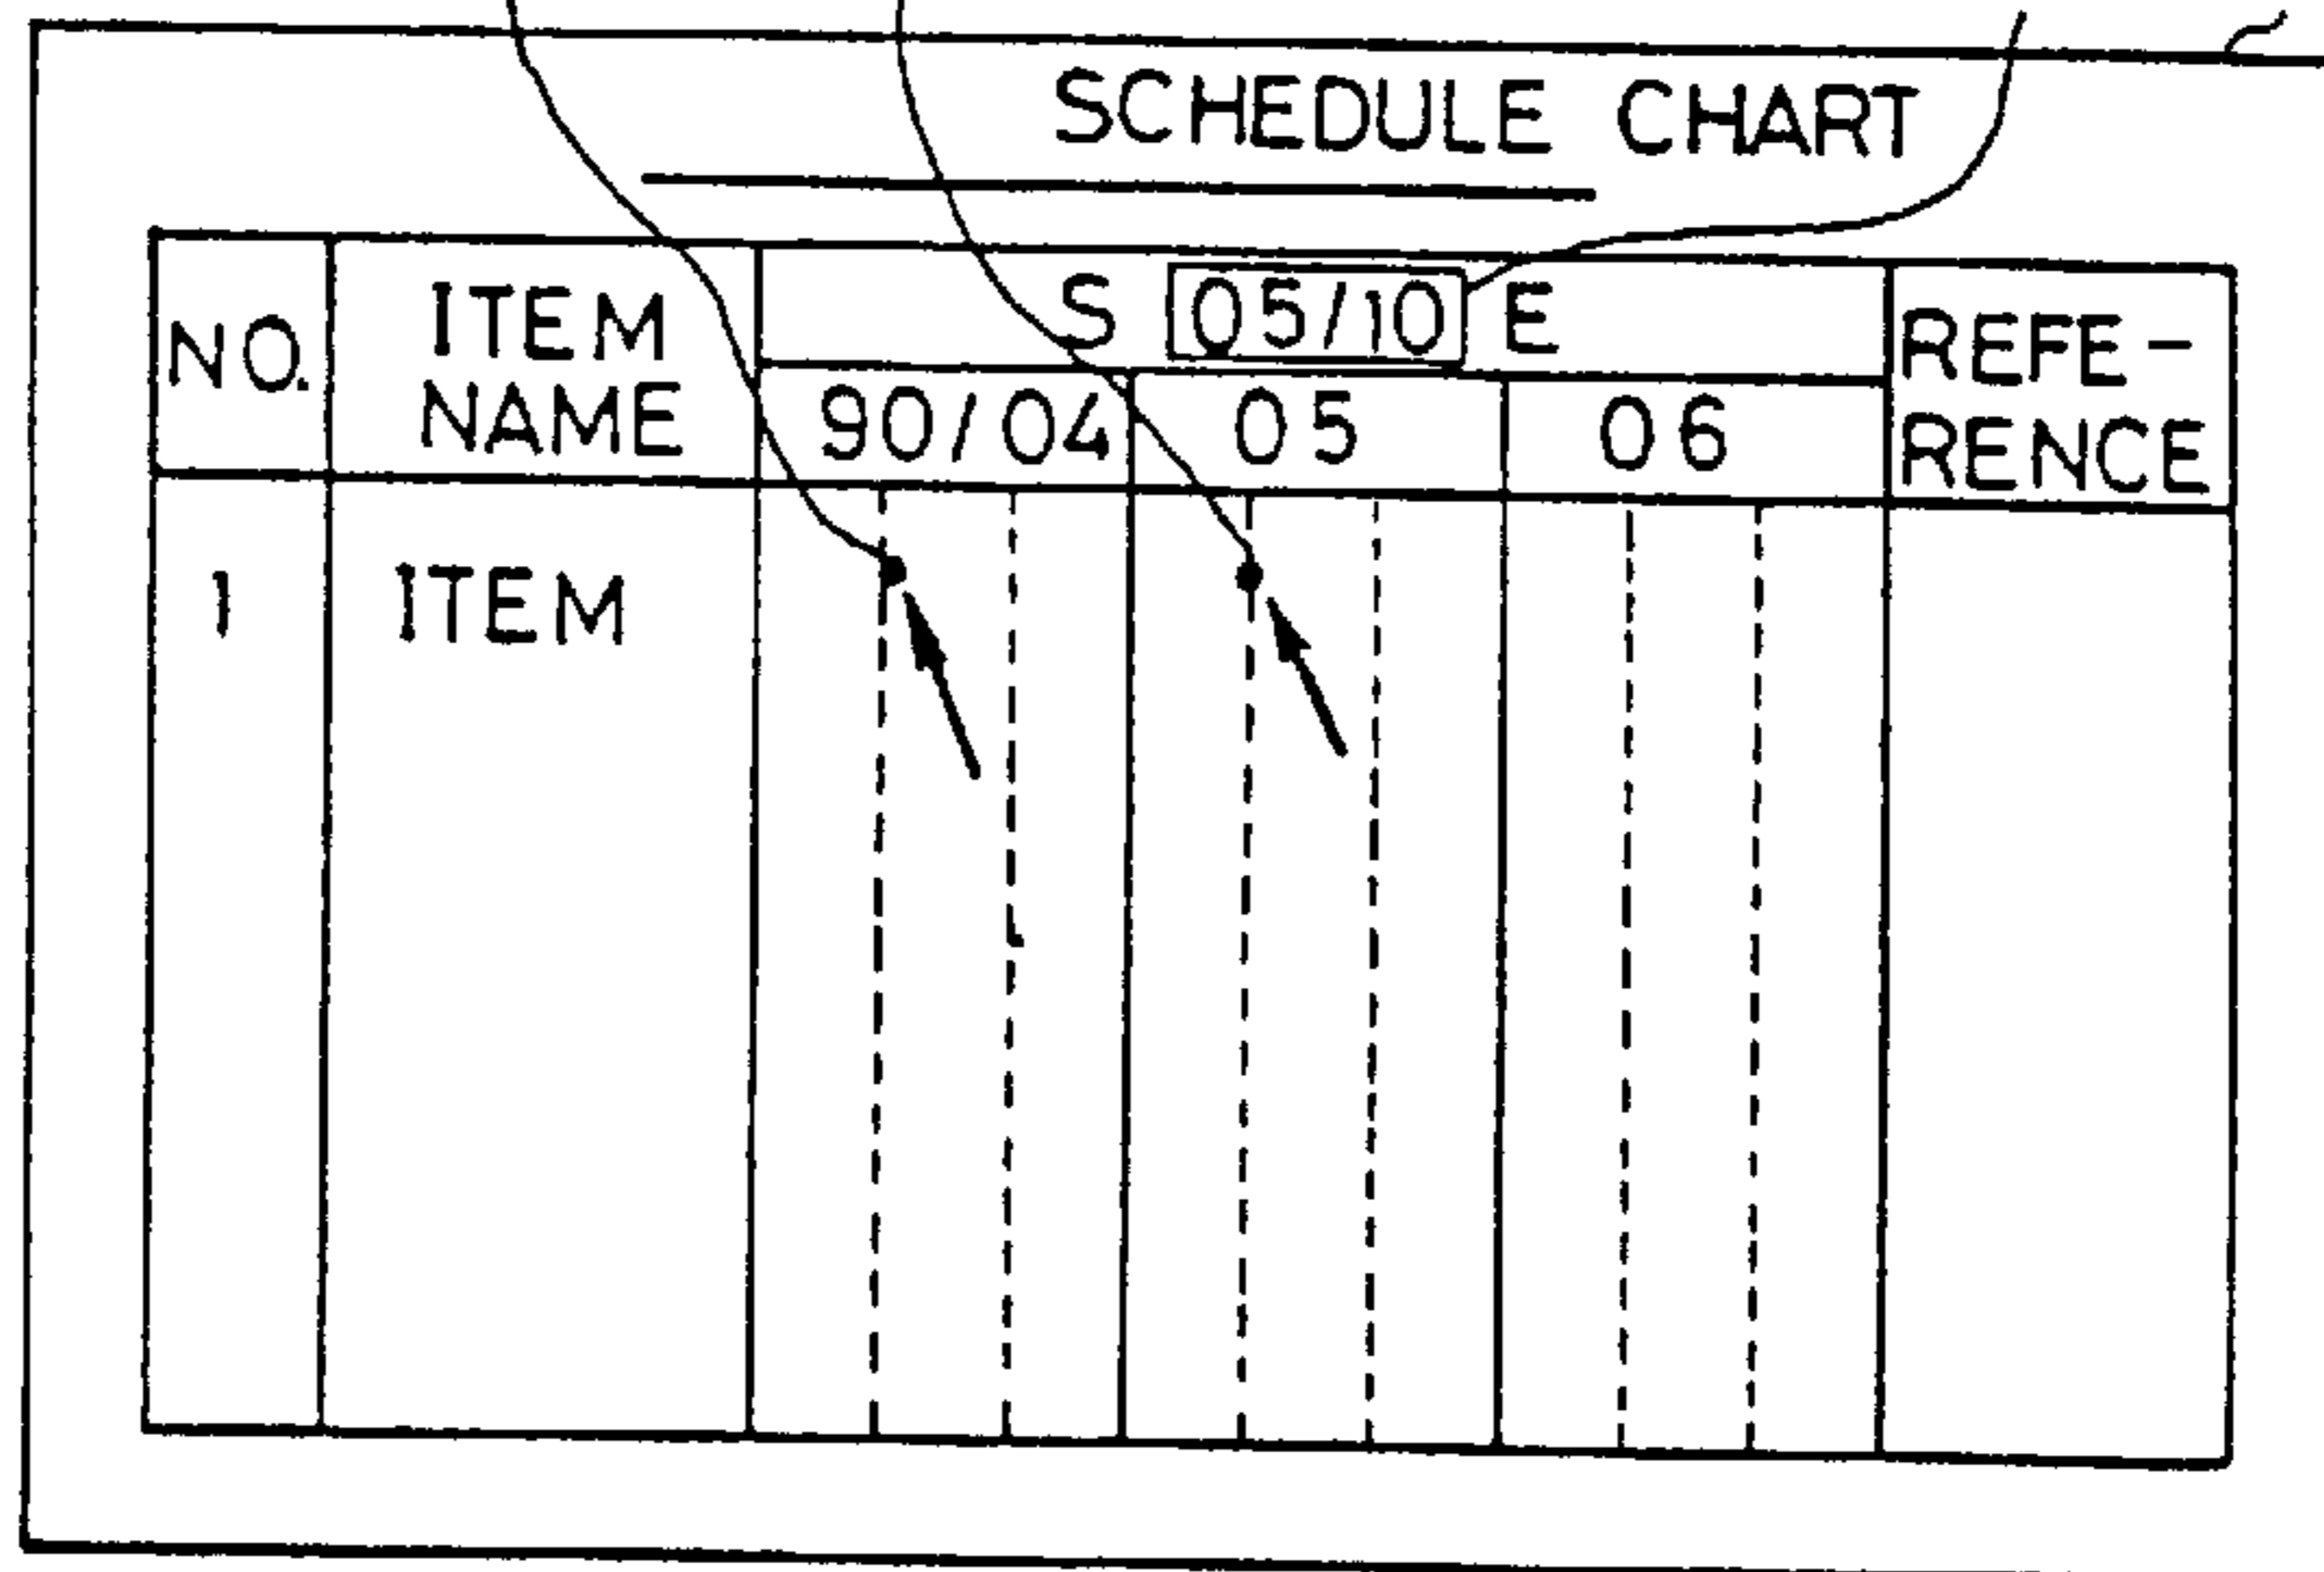 SCHEDULE CHART
NO.
ITEM
NAME
S 05/10 E
90/04
05
06
REFE-
RENCE
1
ITEM